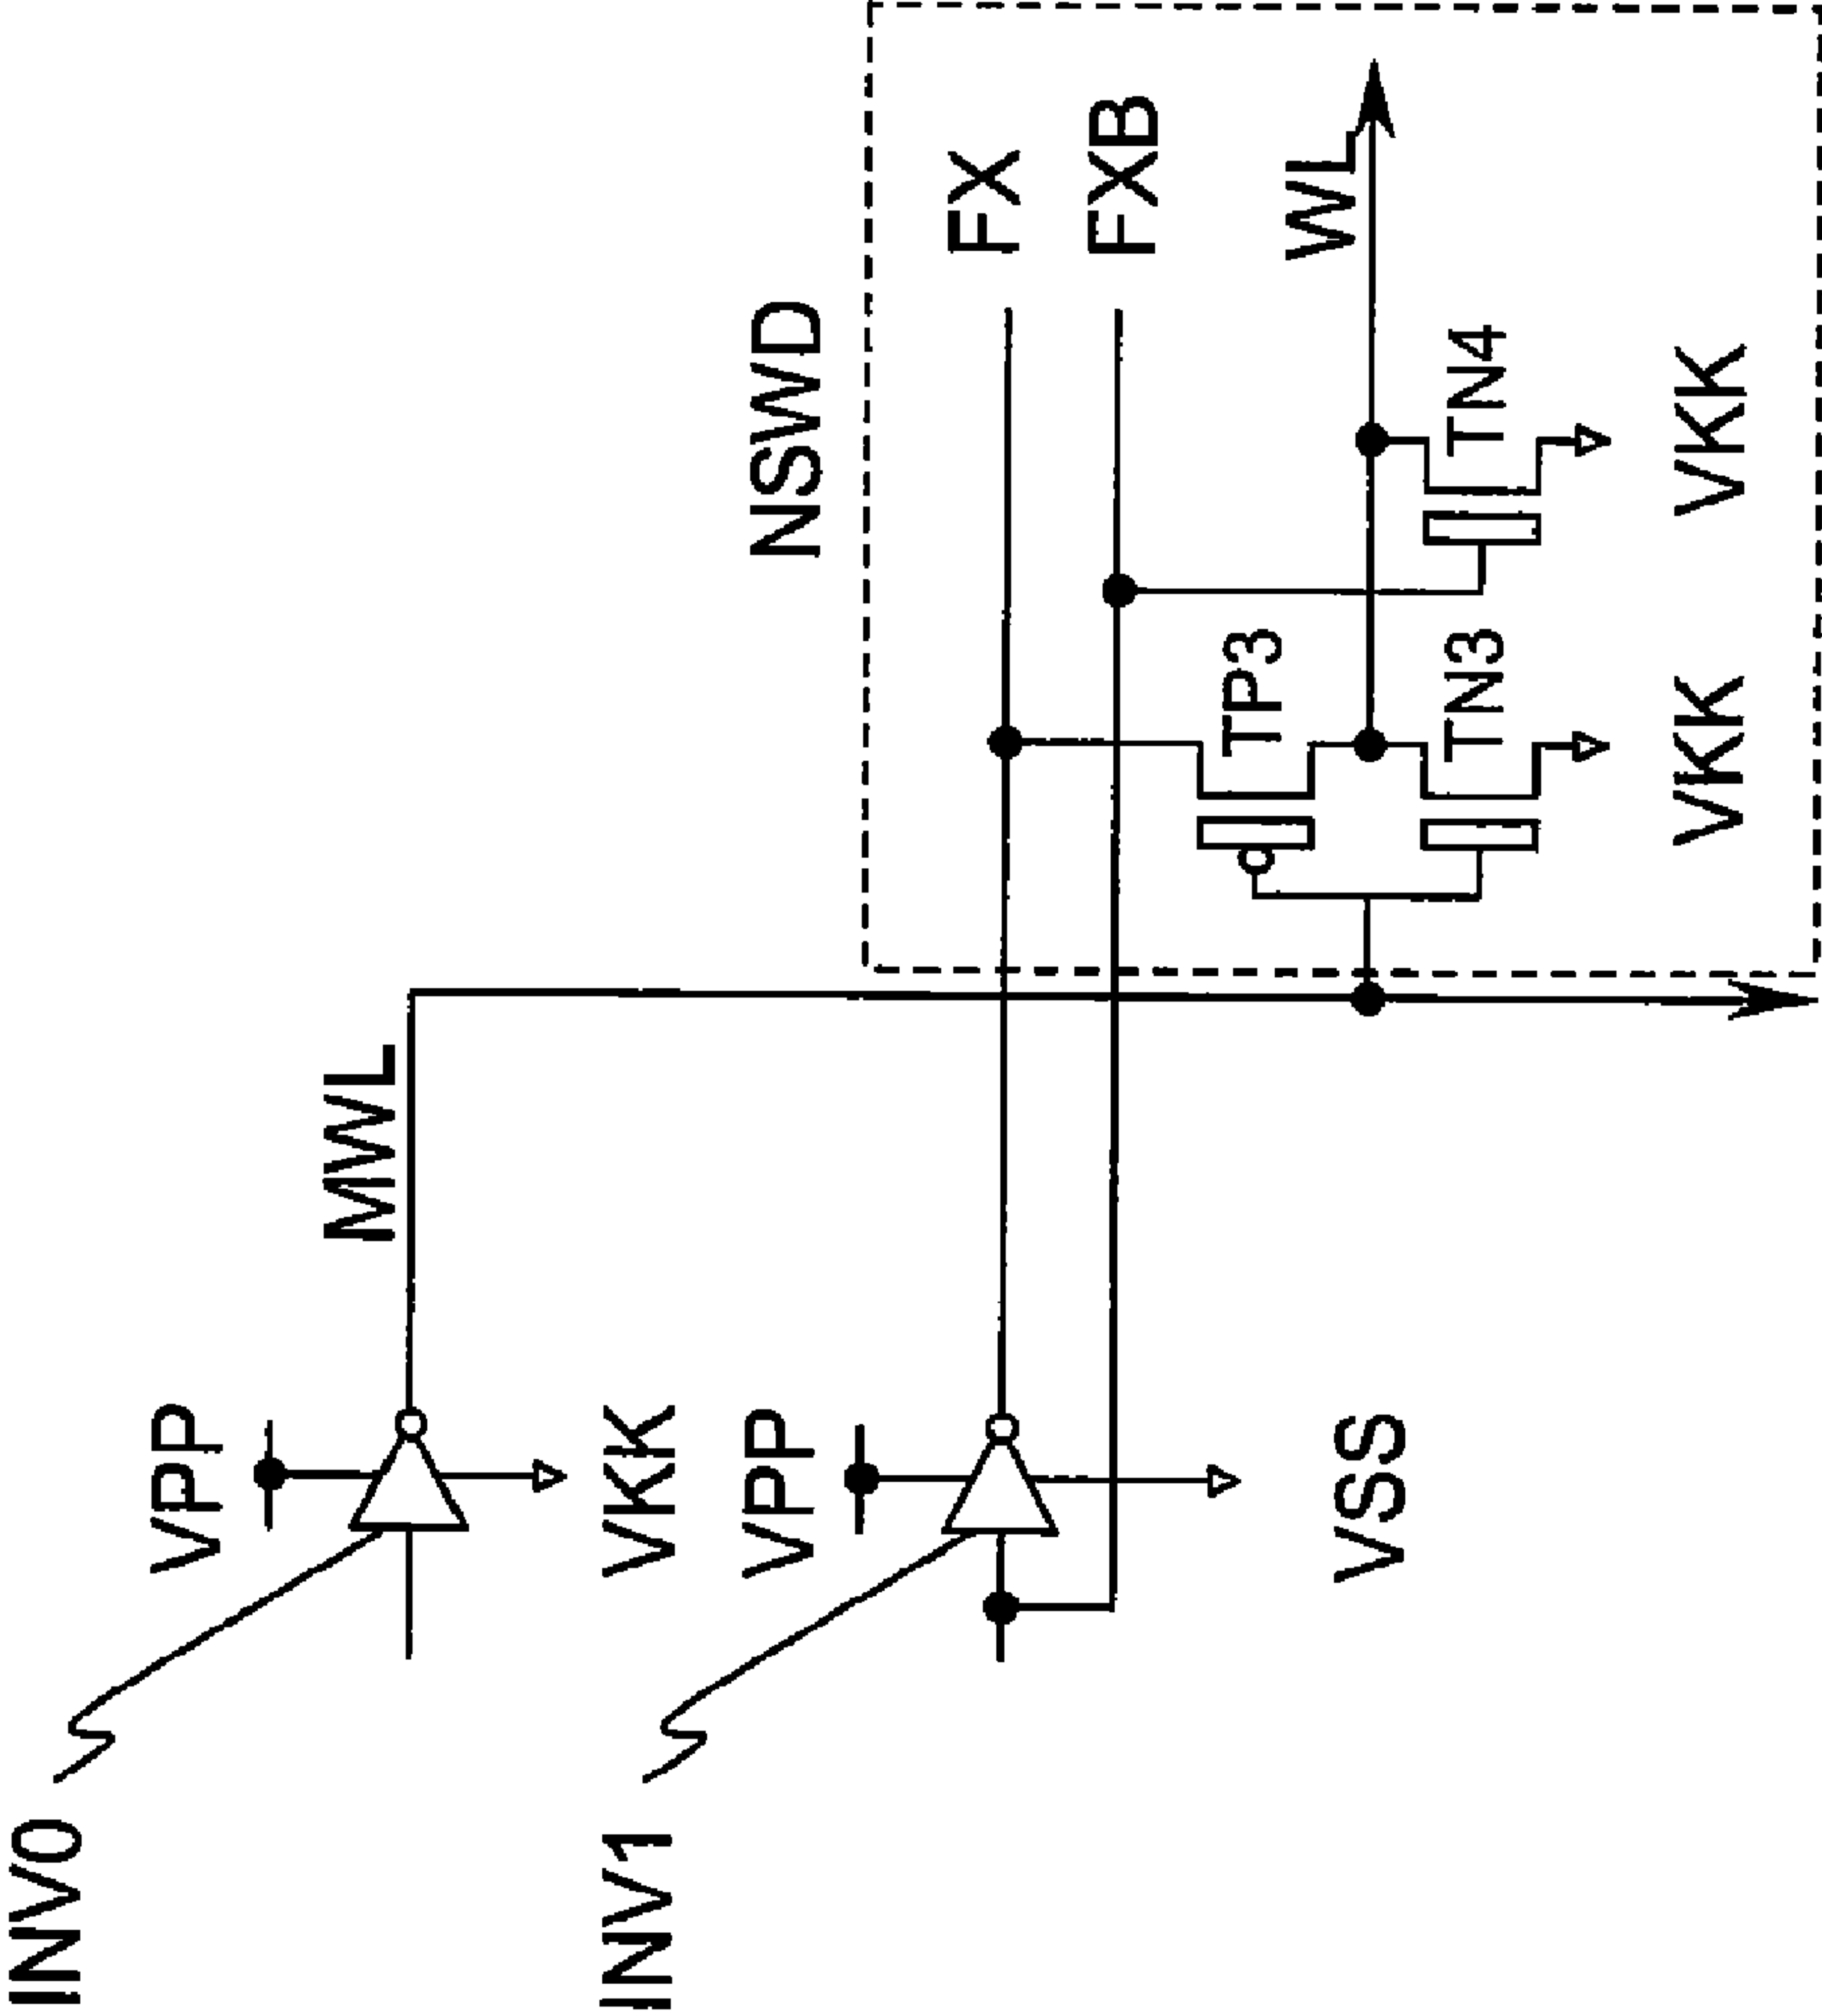 INV0
VPP
MWL
VKK
INV1
VPP
VSS
NSWD
FX
FXB
WL
TP3
TN3
TN4
VKK
VKK